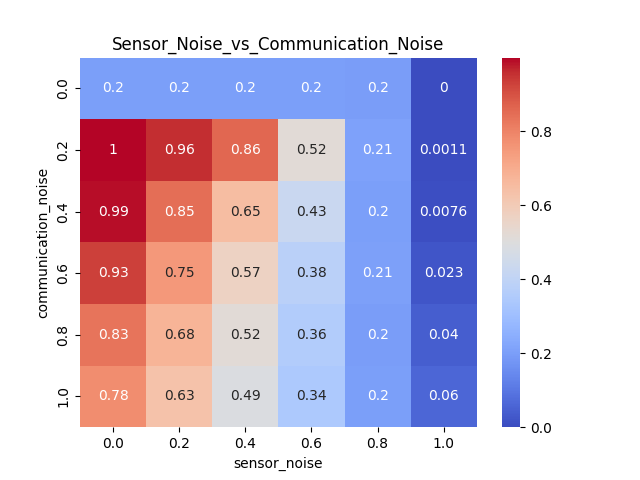 Sensor_Noise_vs_Communication_Noise
communication_noise
0.0 0.2 0.2 0.2 0.2 0.2 0
0.2 1 0.96 0.86 0.52 0.21 0.0011
0.4 0.99 0.85 0.65 0.43 0.2 0.0076
0.6 0.93 0.75 0.57 0.38 0.21 0.023
0.8 0.83 0.68 0.52 0.36 0.2 0.04
1.0 0.78 0.63 0.49 0.34 0.2 0.06
0.0 0.2 0.4 0.6 0.8 1.0
sensor_noise
0.8
0.6
0.4
0.2
0.0